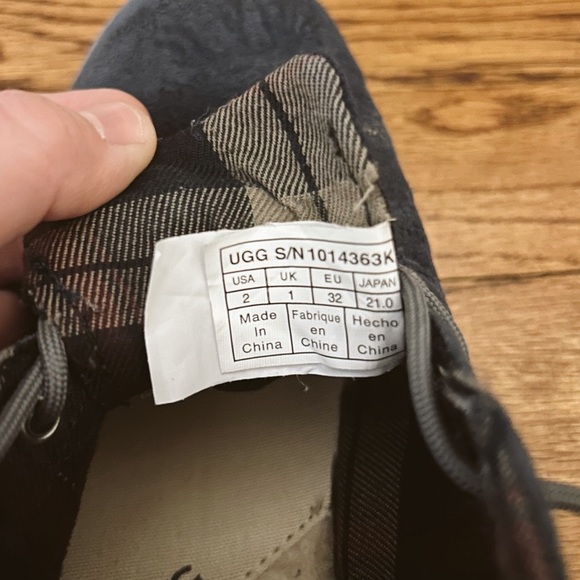 UGG S/N 1014363K
USA UK EU JAPAN
2 1 32 21.0
Made Fabrique Hecho
In en en
China Chine China